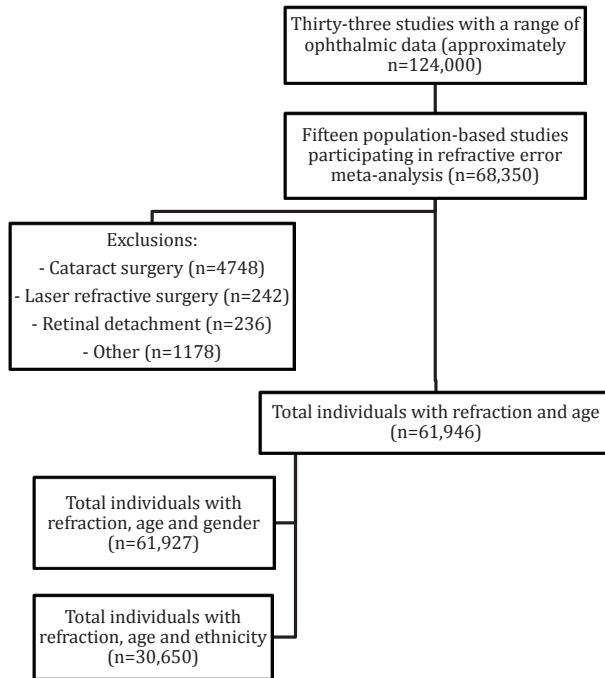 Thirty-three studies with a range of
ophthalmic data (approximately
n=124,000)
Fifteen population-based studies
participating in refractive error
meta-analysis (n=68,350)
Exclusions:
- Cataract surgery (n=4748)
- Laser refractive surgery (n=242)
- Retinal detachment (n=236)
- Other (n=1178)
Total individuals with refraction and age
(n=61,946)
Total individuals with
refraction, age and gender
(n=61,927)
Total individuals with
refraction, age and ethnicity
(n=30,650)